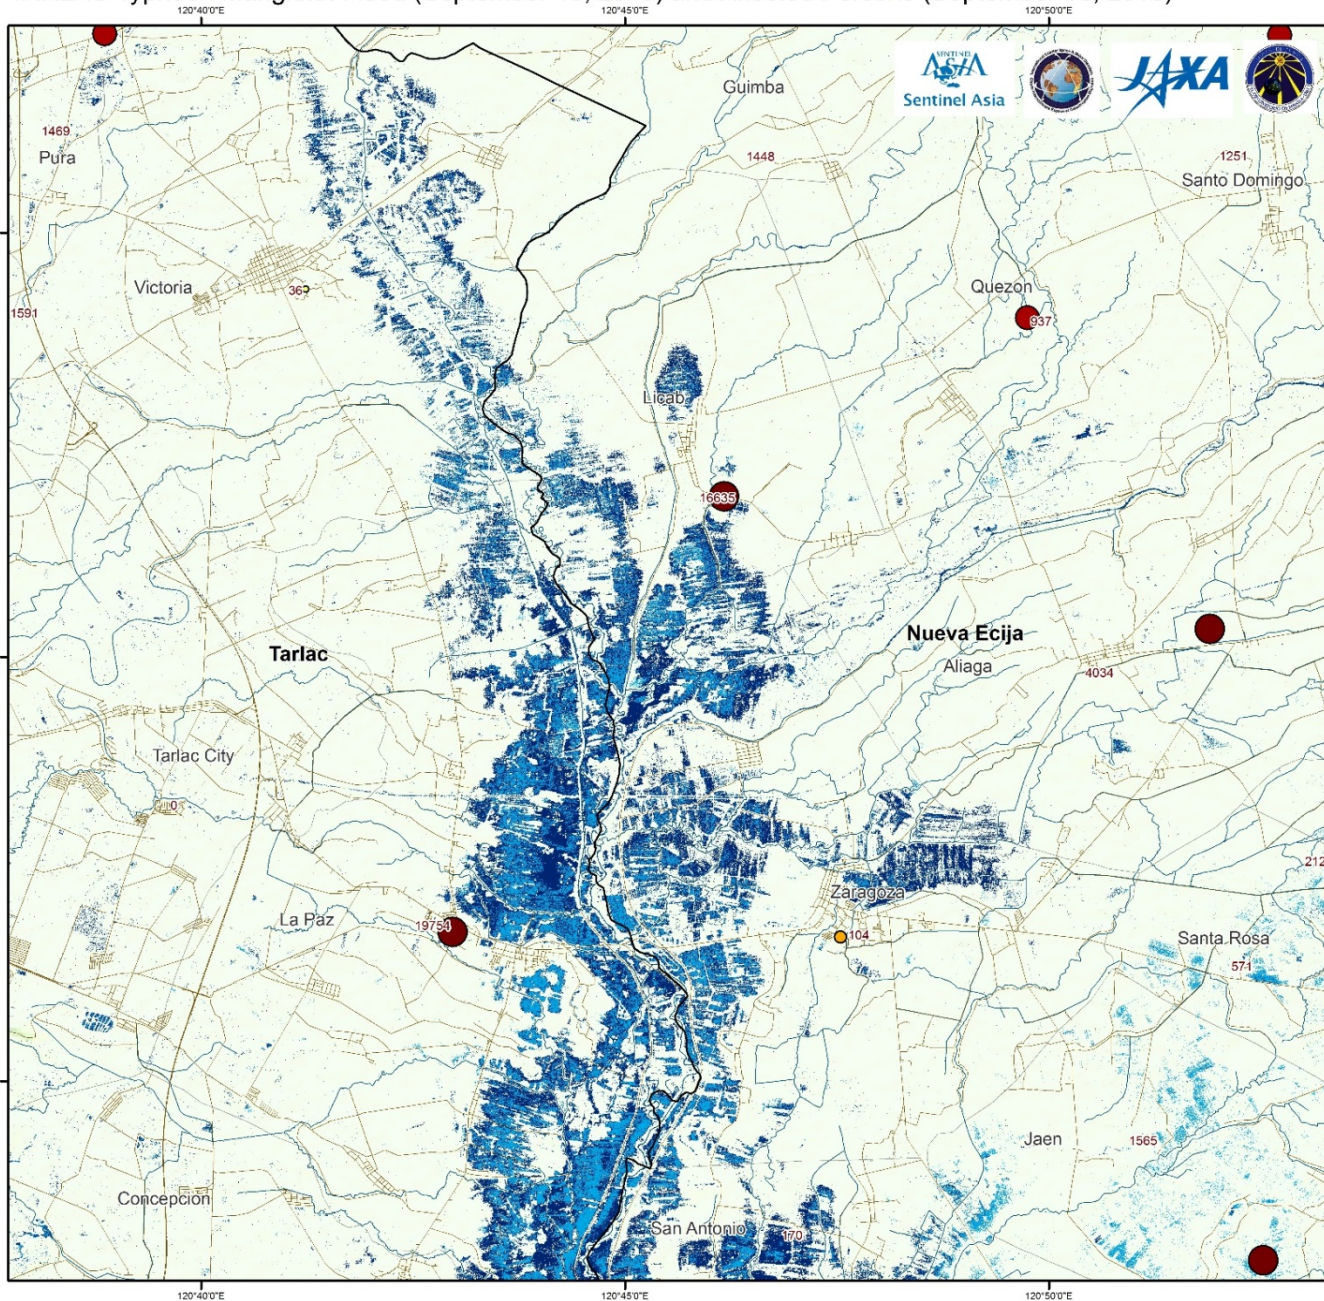 120°40'0"E
120°45'0"E
120°50'0"E
Guimba
SENTINEL
ASIA
Sentinel Asia
JAXA
1469
Pura
1448
1251
Santo Domingo
Victoria
36
Quezon
937
1591
Licab
16635
Nueva Ecija
Tarlac
Aliaga
4034
Tarlac City
0
212
Zaragoza
La Paz
19754
104
Santa Rosa
571
Jaen
1565
Concepcion
San Antonio
170
120°40'0"E
120°45'0"E
120°50'0"E